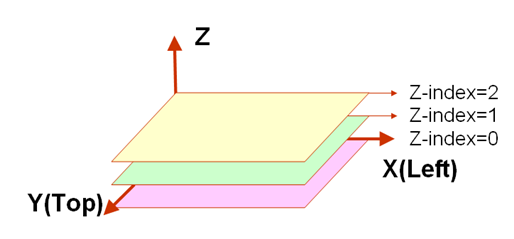 Z
Z-index=2
Z-index=1
Z-index=0
X(Left)
Y(Top)